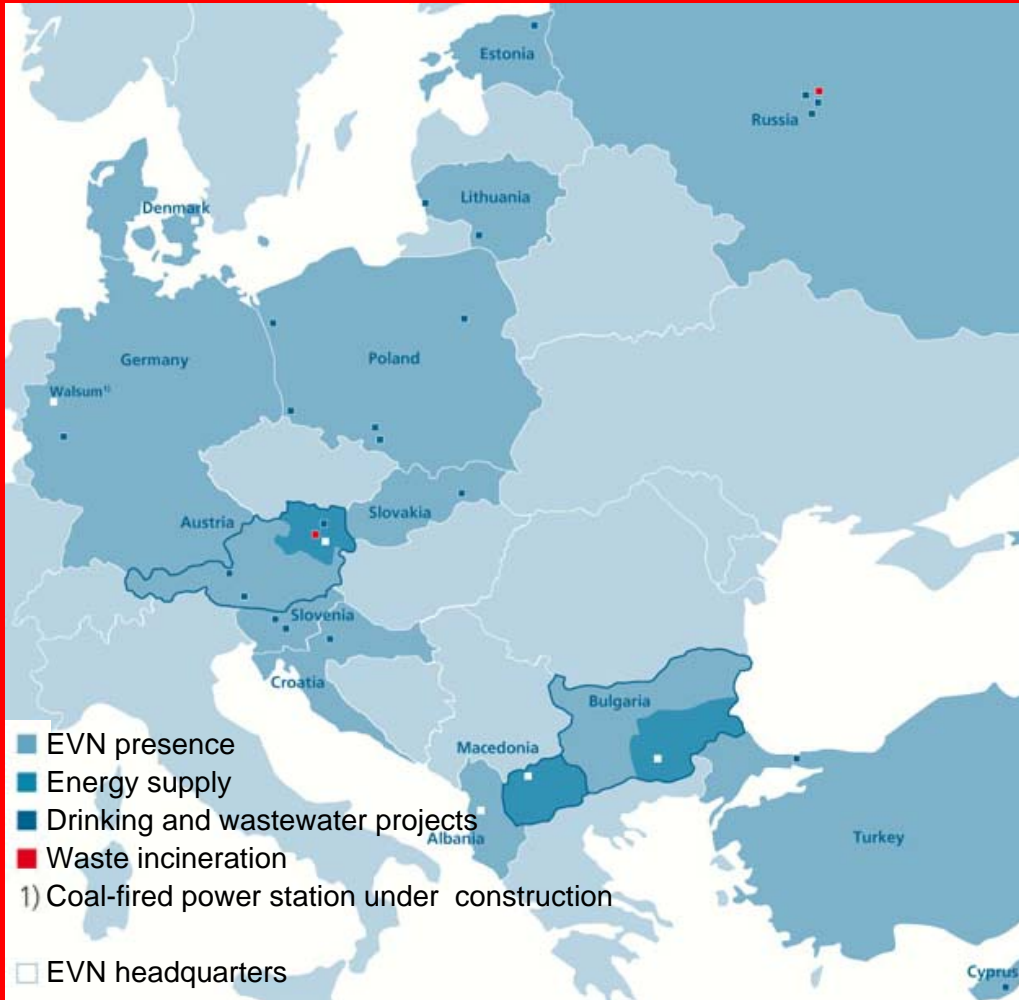 Estonia
Russia
Lithuania
Denmark
Germany
Poland
Walsum¹⁾
Austria
Slovakia
Slovenia
Croatia
Bulgaria
Macedonia
Albania
Turkey
Cyprus
EVN presence
Energy supply
Drinking and wastewater projects
Waste incineration
1) Coal-fired power station under construction
EVN headquarters